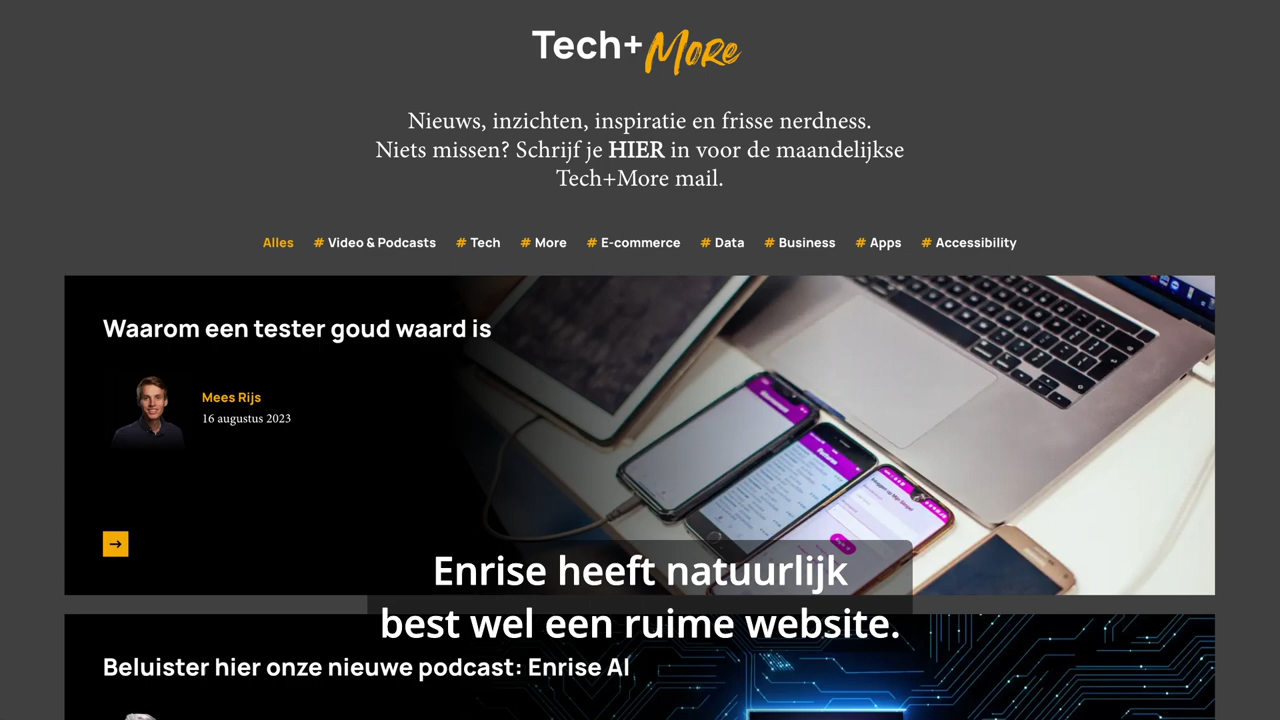 Tech+More
Nieuws, inzichten, inspiratie en frisse nerdness.
Niets missen? Schrijf je HIER in voor de maandelijkse
Tech+More mail.
Alles # Video & Podcasts # Tech # More # E-commerce # Data # Business # Apps # Accessibility
Waarom een tester goud waard is
Mees Rijs
16 augustus 2023
Facturen
Enrise heeft natuurlijk
best wel een ruime website.
Beluister hier onze nieuwe podcast: Enrise AI